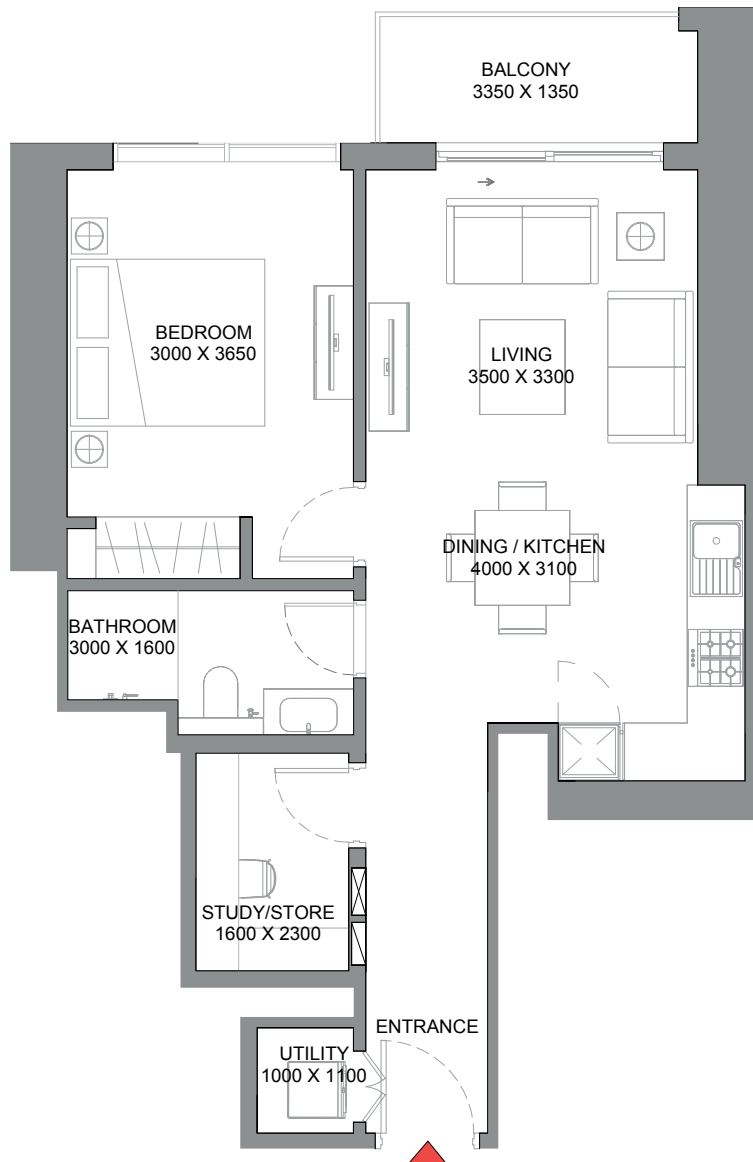 BALCONY
3350 X 1350
BEDROOM
3000 X 3650
LIVING
3500 X 3300
DINING / KITCHEN
4000 X 3100
BATHROOM
3000 X 1600
STUDY/STORE
1600 X 2300
ENTRANCE
UTILITY
1000 X 1100